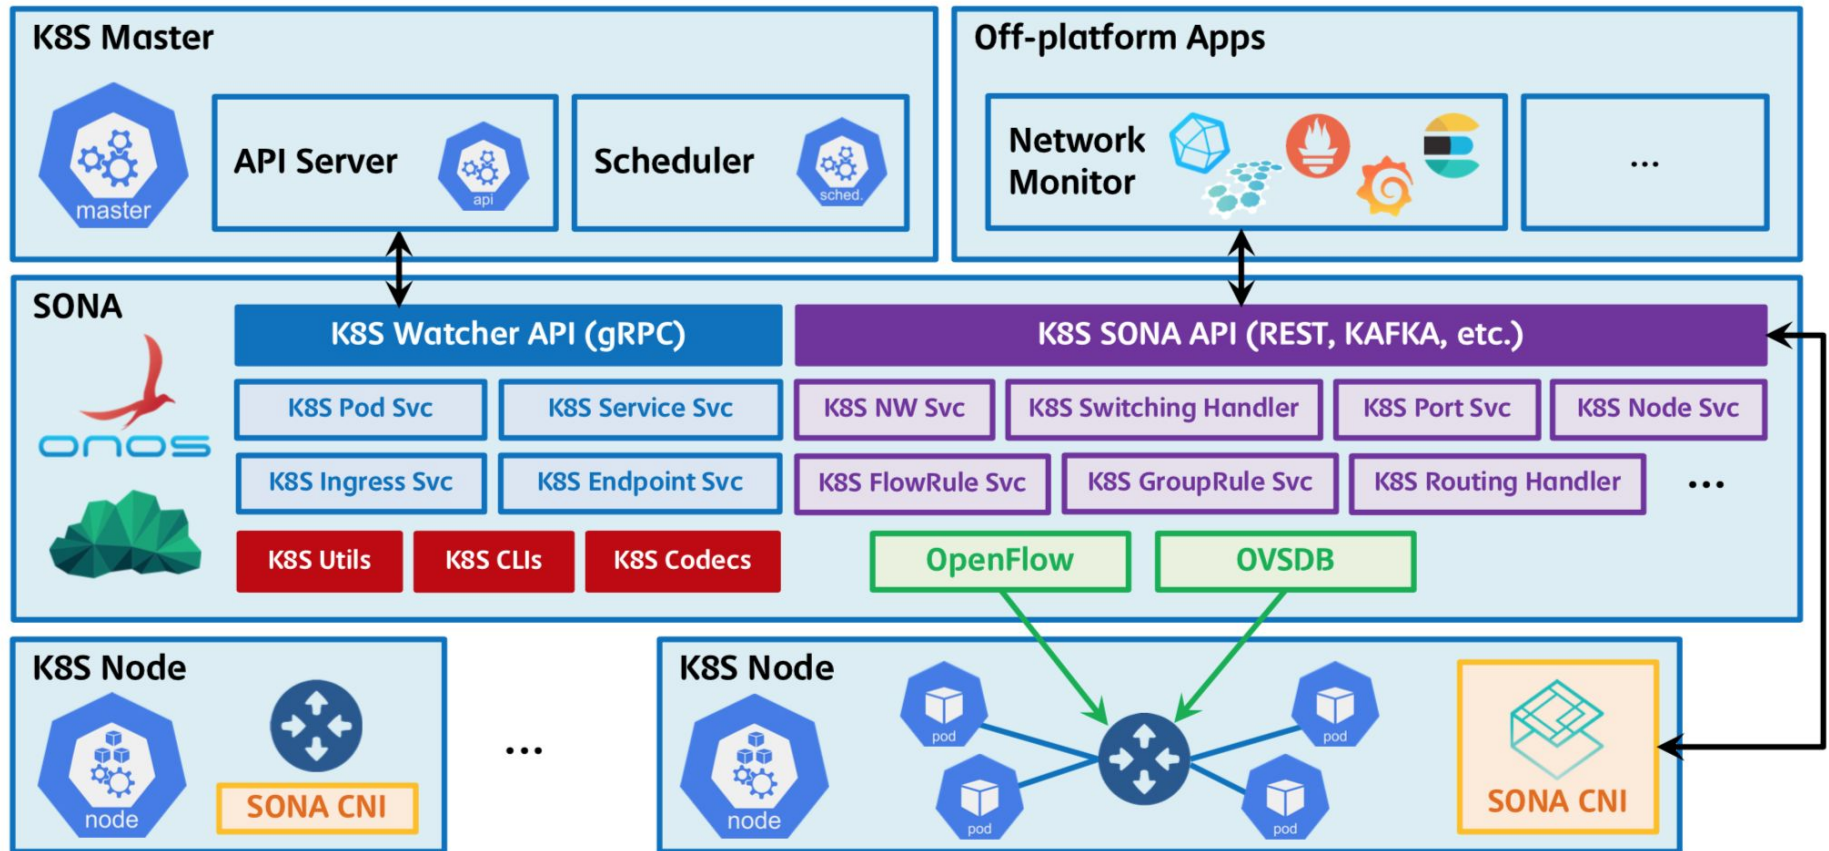 K8S Master
master
API Server
api
Scheduler
sched.
Off-platform Apps
Network
Monitor
...
SONA
onos
K8S Watcher API (gRPC)
K8S SONA API (REST, KAFKA, etc.)
K8S Pod Svc
K8S Service Svc
K8S NW Svc
K8S Switching Handler
K8S Port Svc
K8S Node Svc
K8S Ingress Svc
K8S Endpoint Svc
K8S FlowRule Svc
K8S GroupRule Svc
K8S Routing Handler
...
K8S Utils
K8S CLIs
K8S Codecs
OpenFlow
OVSDB
K8S Node
node
SONA CNI
...
K8S Node
node
pod
pod
pod
pod
SONA CNI